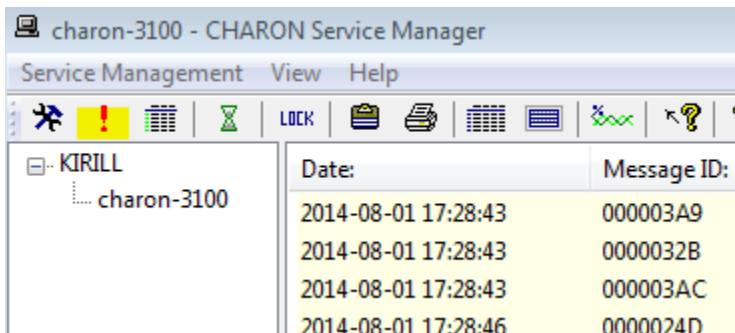 charon-3100 - CHARON Service Manager
Service Management View Help
! LOCK ?
KIRILL
charon-3100
Date: Message ID:
2014-08-01 17:28:43 000003A9
2014-08-01 17:28:43 0000032B
2014-08-01 17:28:43 000003AC
2014-08-01 17:28:46 0000024D